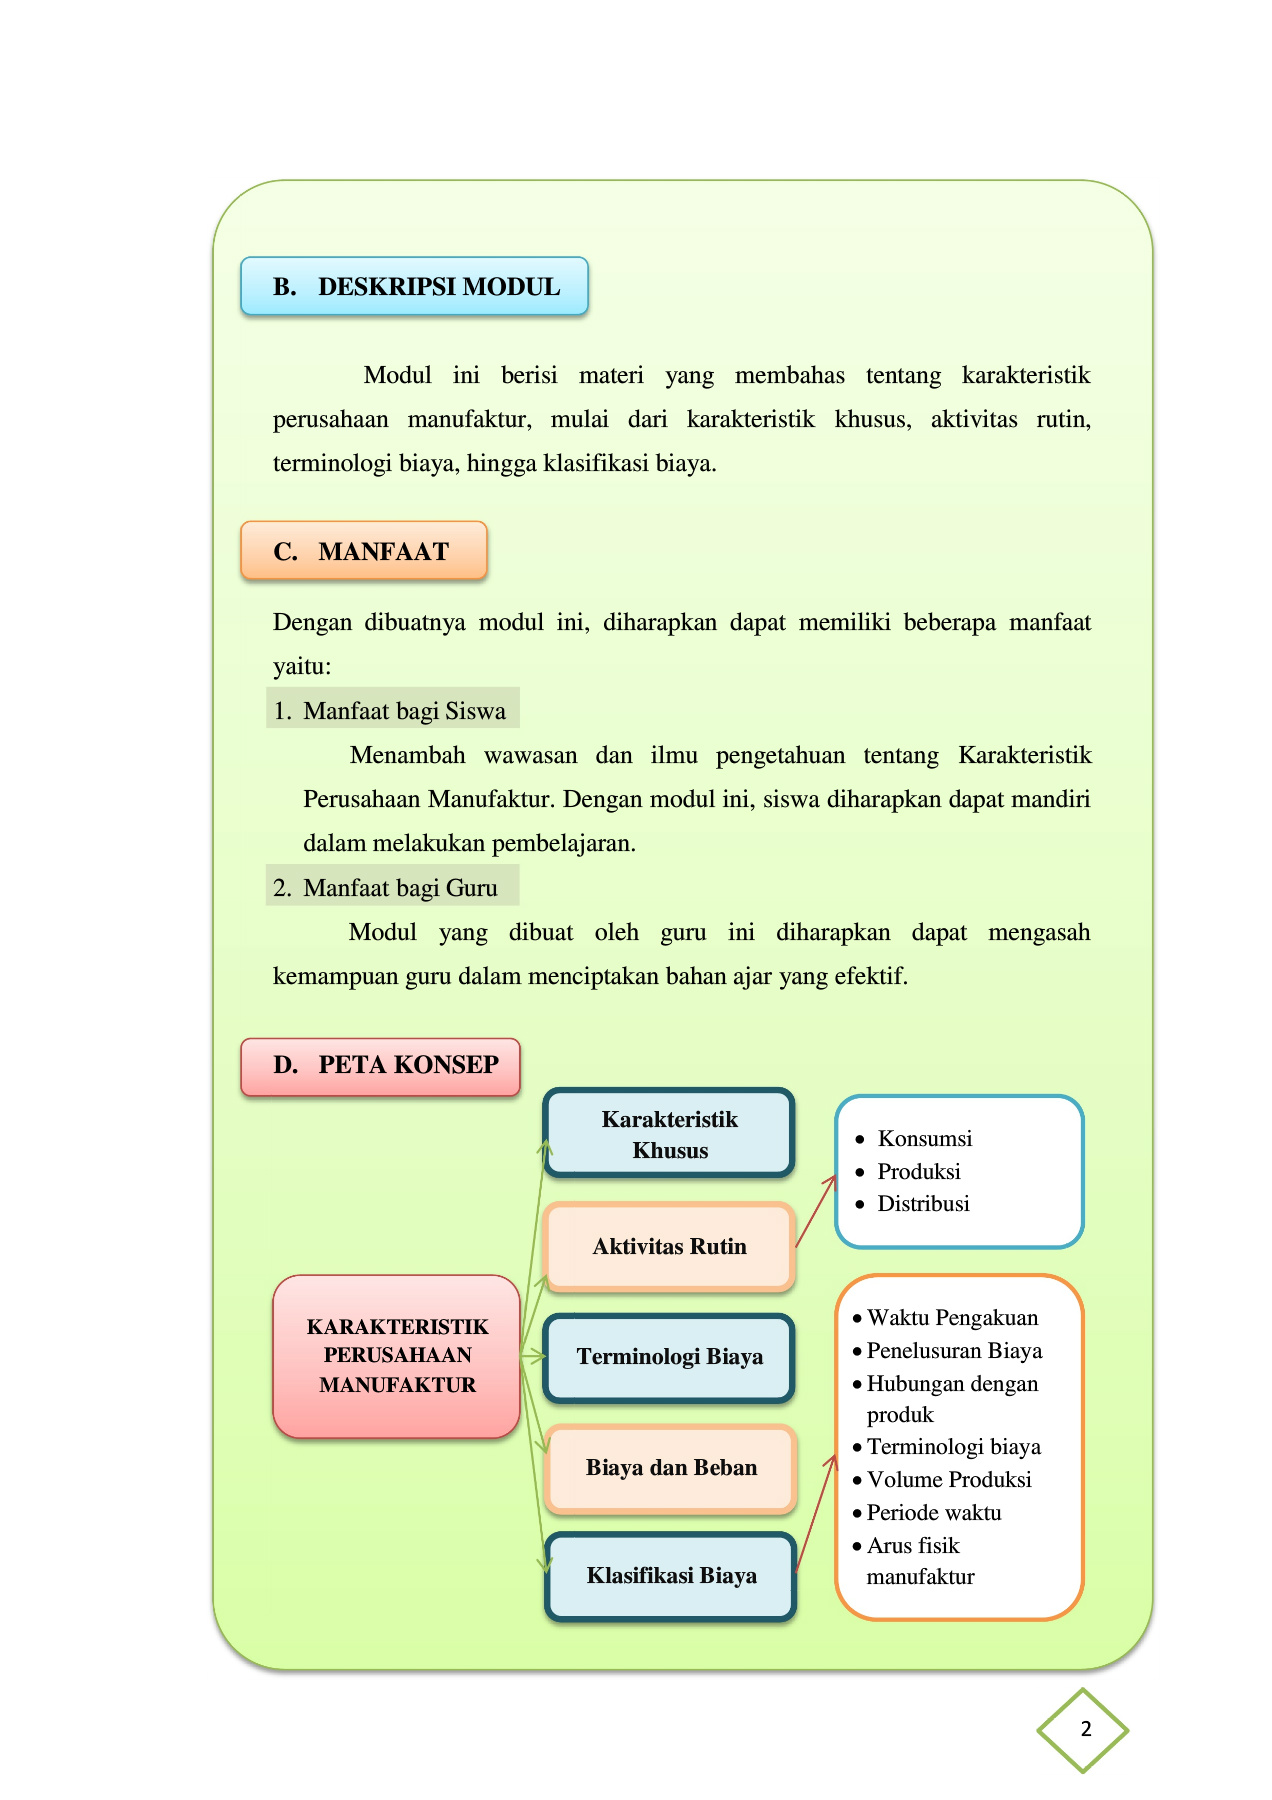 B. DESKRIPSI MODUL
Modul ini berisi materi yang membahas tentang karakteristik
perusahaan manufaktur, mulai dari karakteristik khusus, aktivitas rutin,
terminologi biaya, hingga klasifikasi biaya.
C. MANFAAT
Dengan dibuatnya modul ini, diharapkan dapat memiliki beberapa manfaat
yaitu:
1. Manfaat bagi Siswa
Menambah wawasan dan ilmu pengetahuan tentang Karakteristik
Perusahaan Manufaktur. Dengan modul ini, siswa diharapkan dapat mandiri
dalam melakukan pembelajaran.
2. Manfaat bagi Guru
Modul yang dibuat oleh guru ini diharapkan dapat mengasah
kemampuan guru dalam menciptakan bahan ajar yang efektif.
D. PETA KONSEP
KARAKTERISTIK
PERUSAHAAN
MANUFAKTUR
Karakteristik
Khusus
Aktivitas Rutin
Terminologi Biaya
Biaya dan Beban
Klasifikasi Biaya
• Konsumsi
• Produksi
• Distribusi
• Waktu Pengakuan
• Penelusuran Biaya
• Hubungan dengan
produk
• Terminologi biaya
• Volume Produksi
• Periode waktu
• Arus fisik
manufaktur
2